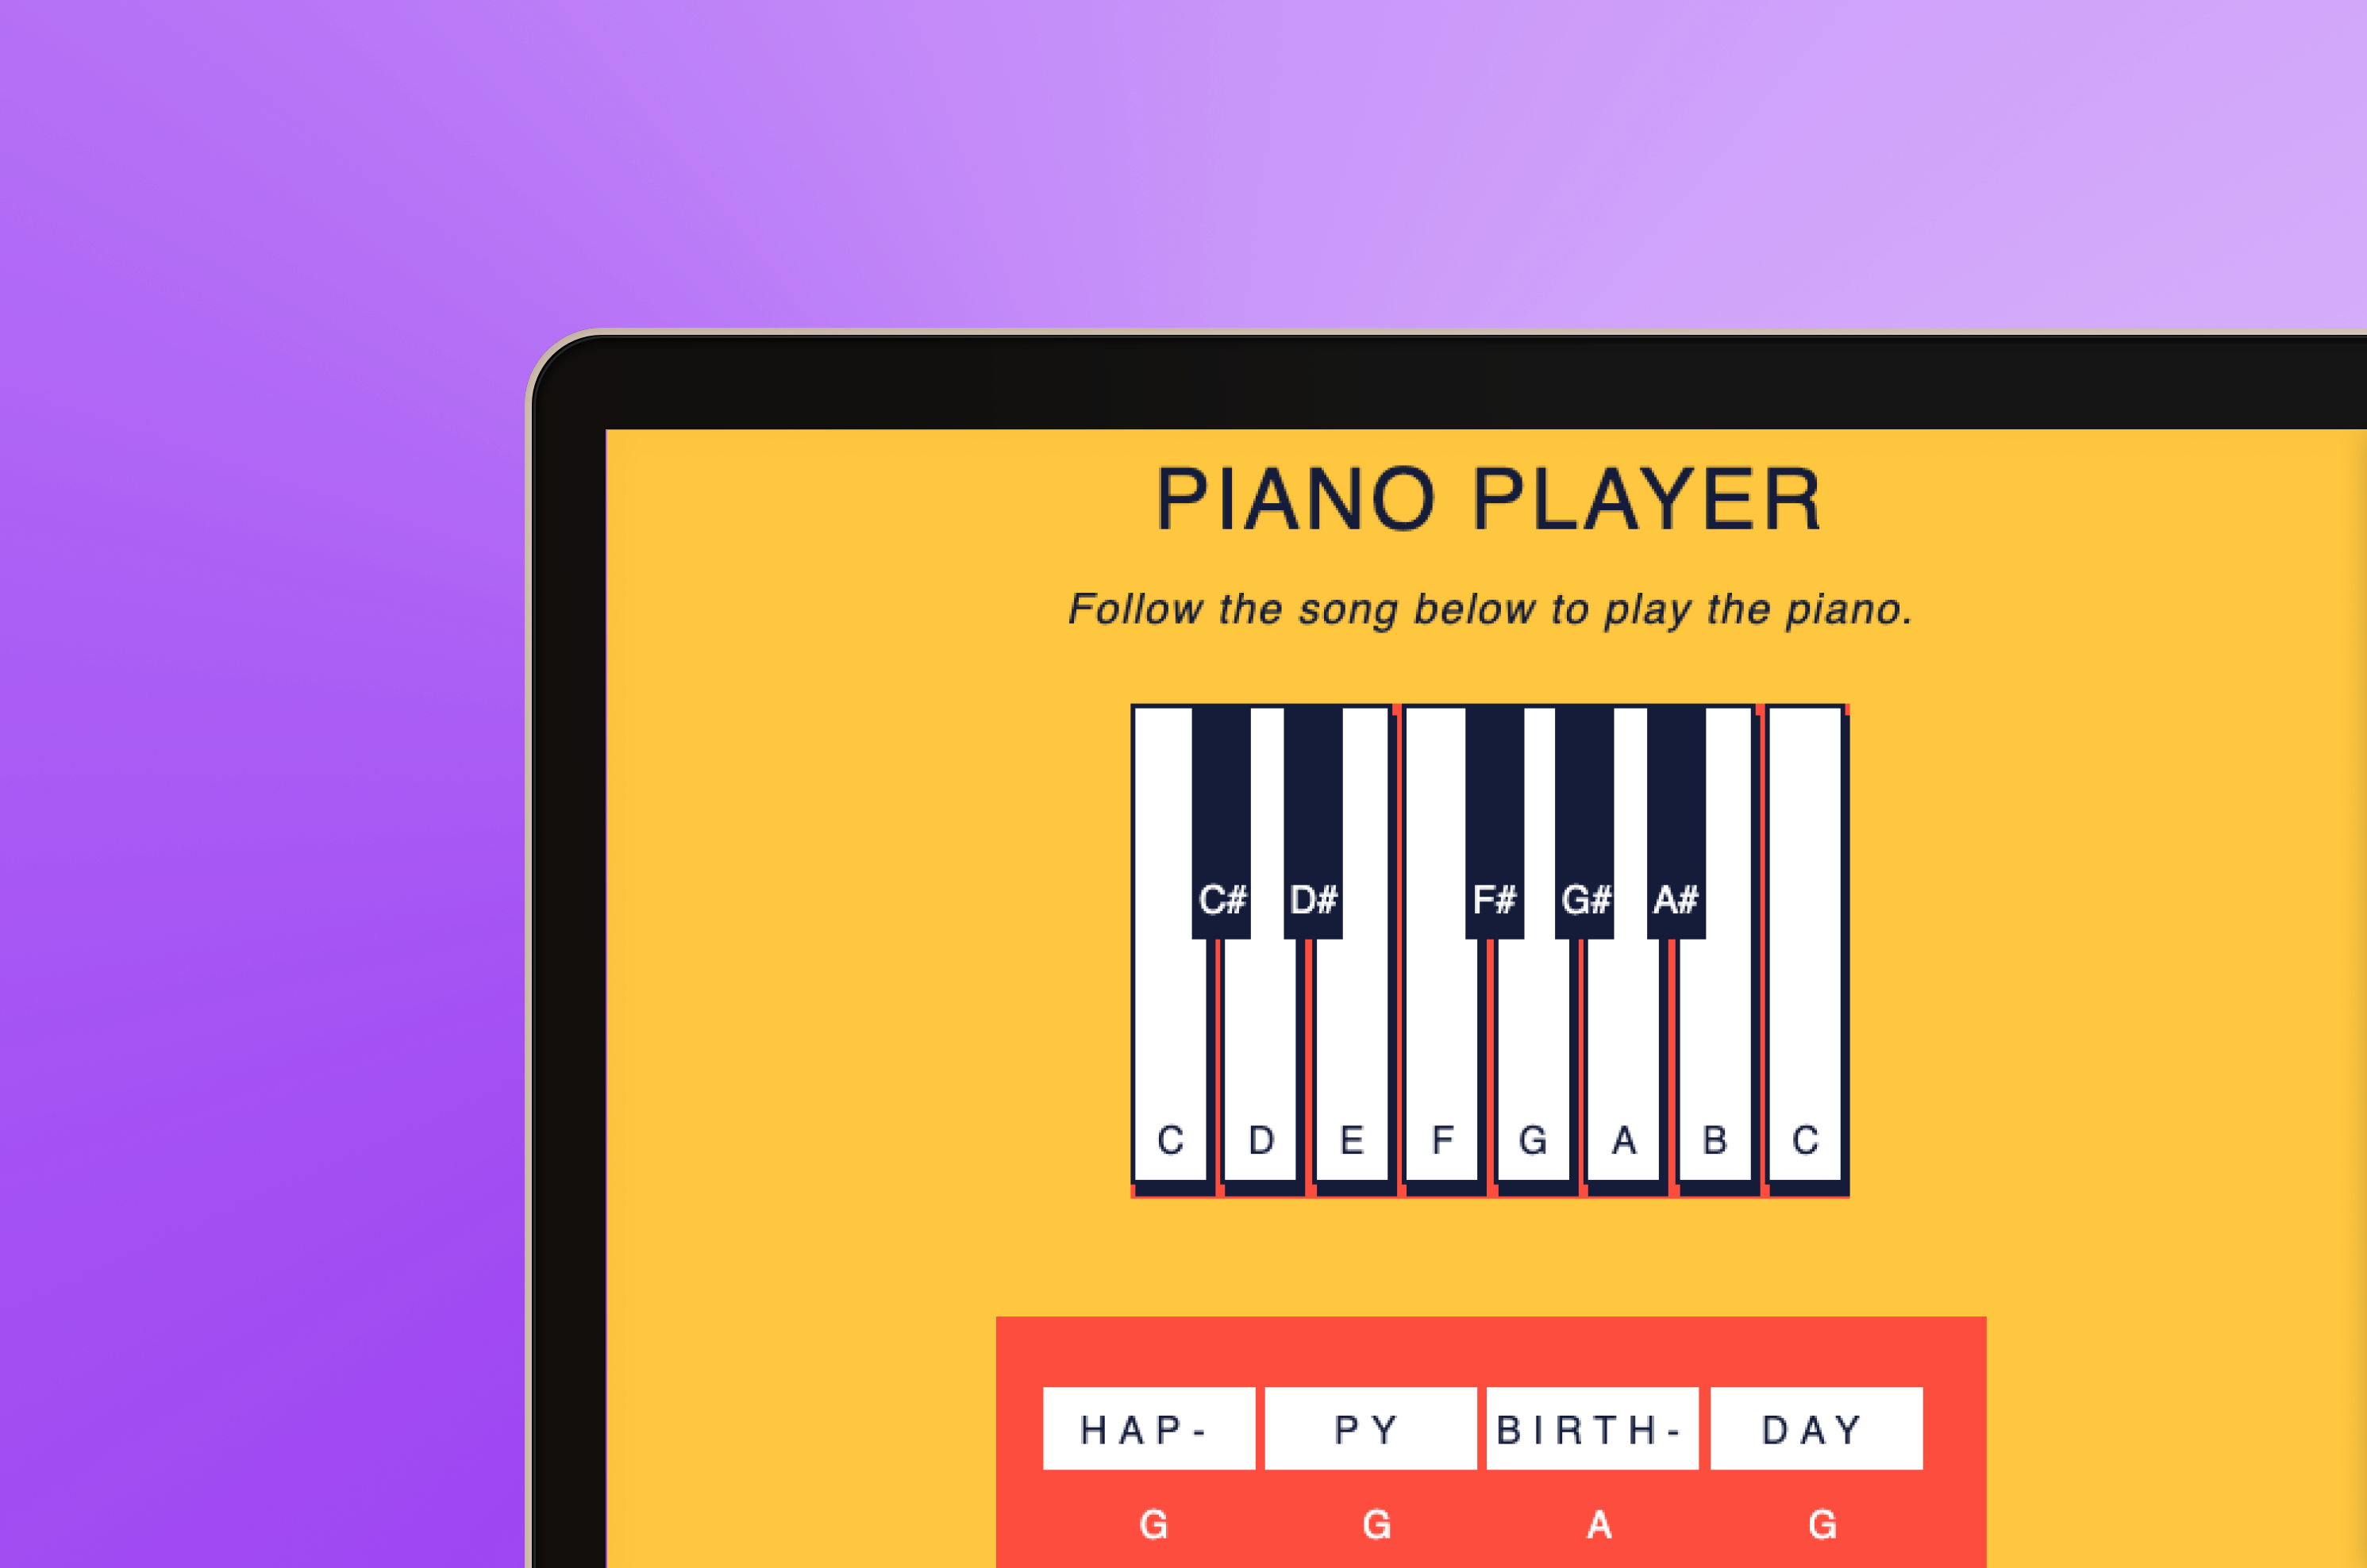 PIANO PLAYER
Follow the song below to play the piano.
C# D# F# G# A#
C D E F G A B C
HAP- PY BIRTH- DAY
G G A G